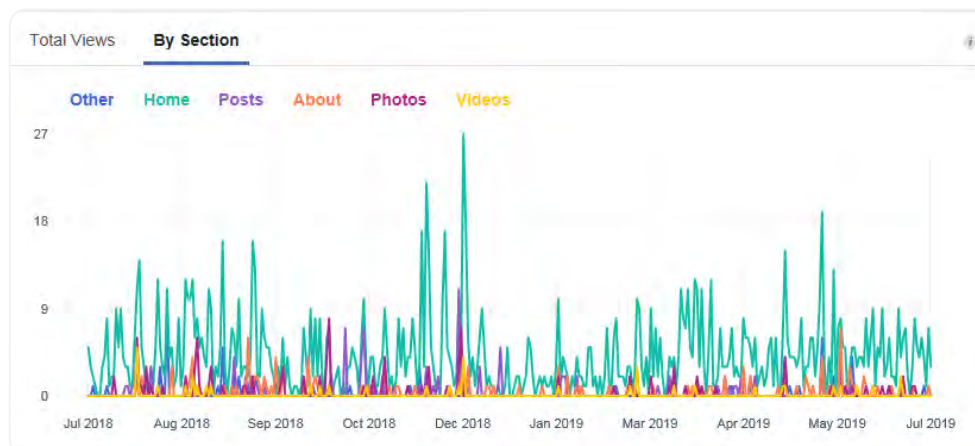 Total Views By Section
i
Other Home Posts About Photos Videos
27
18
9
0
Jul 2018 Aug 2018 Sep 2018 Oct 2018 Dec 2018 Jan 2019 Mar 2019 Apr 2019 May 2019 Jul 2019